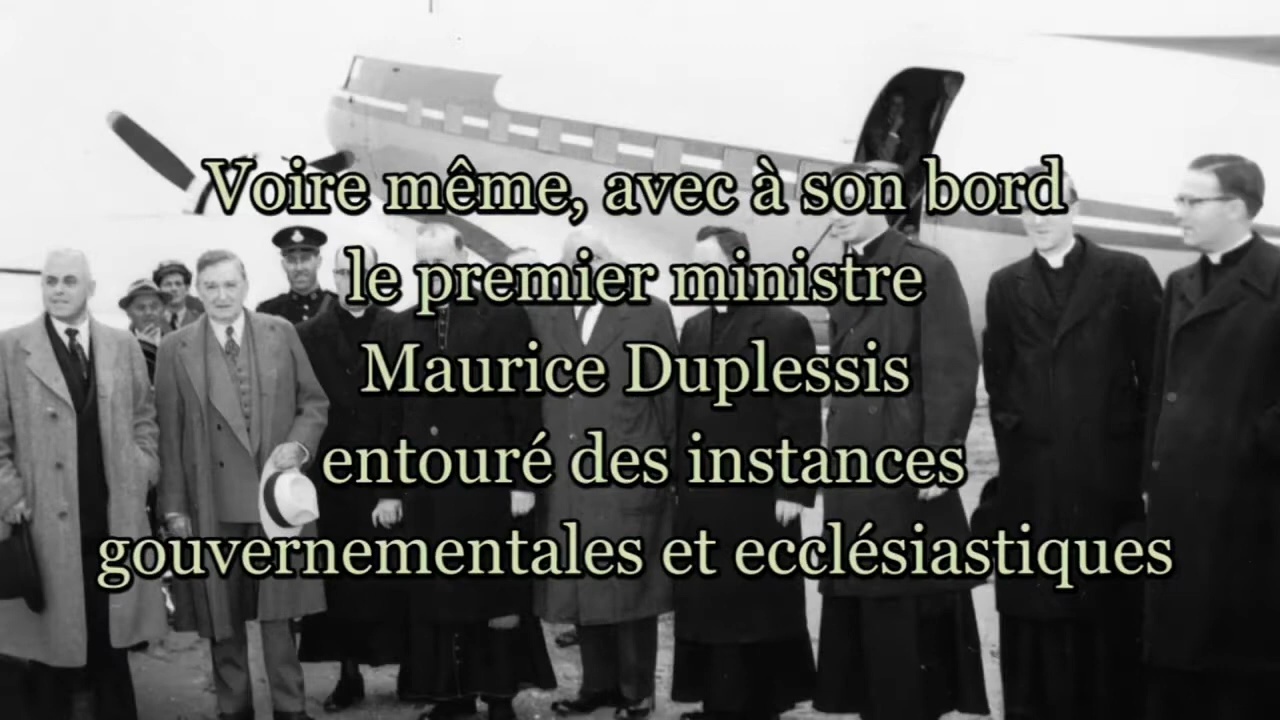 Voire même, avec à son bord
le premier ministre
Maurice Duplessis
entouré des instances
gouvernementales et ecclésiastiques